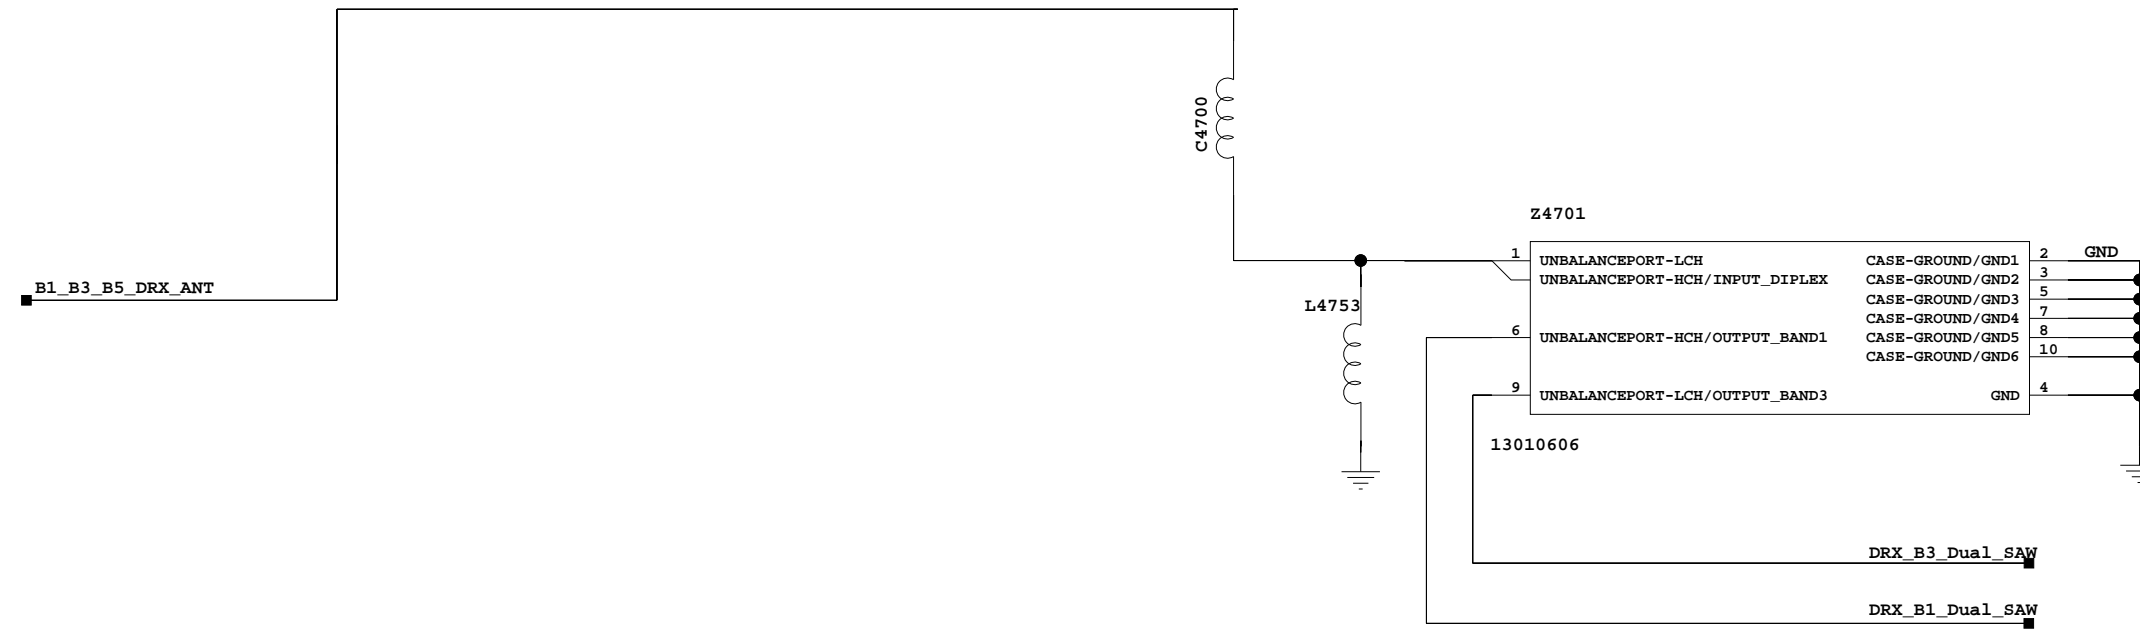 C4700
Z4701
1
UNBALANCEPORT-LCH
CASE-GROUND/GND1
2
GND
UNBALANCEPORT-HCH/INPUT_DIPLEX
CASE-GROUND/GND2
3
B1_B3_B5_DRX_ANT
CASE-GROUND/GND3
5
L4753
CASE-GROUND/GND4
7
6
UNBALANCEPORT-HCH/OUTPUT_BAND1
CASE-GROUND/GND5
8
CASE-GROUND/GND6
10
9
UNBALANCEPORT-LCH/OUTPUT_BAND3
GND
4
13010606
DRX_B3_Dual_SAW
DRX_B1_Dual_SAW